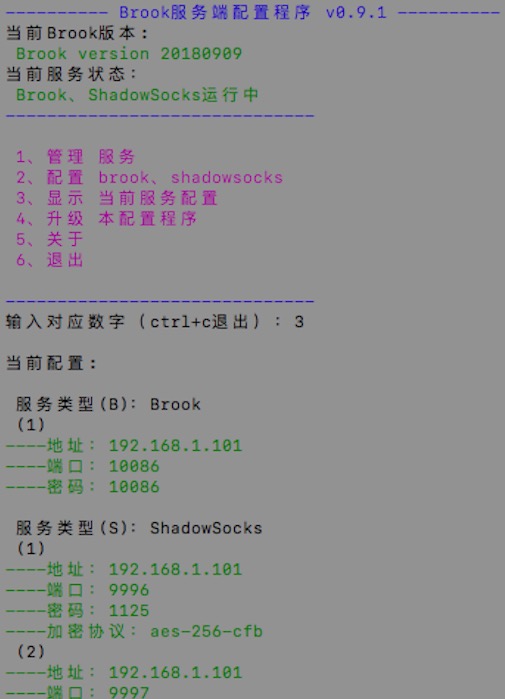 ---------- Brook服务端配置程序 v0.9.1 ----------
当前Brook版本:
Brook version 20180909
当前服务状态:
Brook、ShadowSocks运行中
------------------------------
1、管理 服务
2、配置 brook、shadowsocks
3、显示 当前服务配置
4、升级 本配置程序
5、关于
6、退出
------------------------------
输入对应数字 (ctrl+c退出) : 3
当前配置:
服务类型(B): Brook
(1)
----地址: 192.168.1.101
----端口: 10086
----密码: 10086
服务类型(S): ShadowSocks
(1)
----地址: 192.168.1.101
----端口: 9996
----密码: 1125
----加密协议: aes-256-cfb
(2)
----地址: 192.168.1.101
----端口: 9997